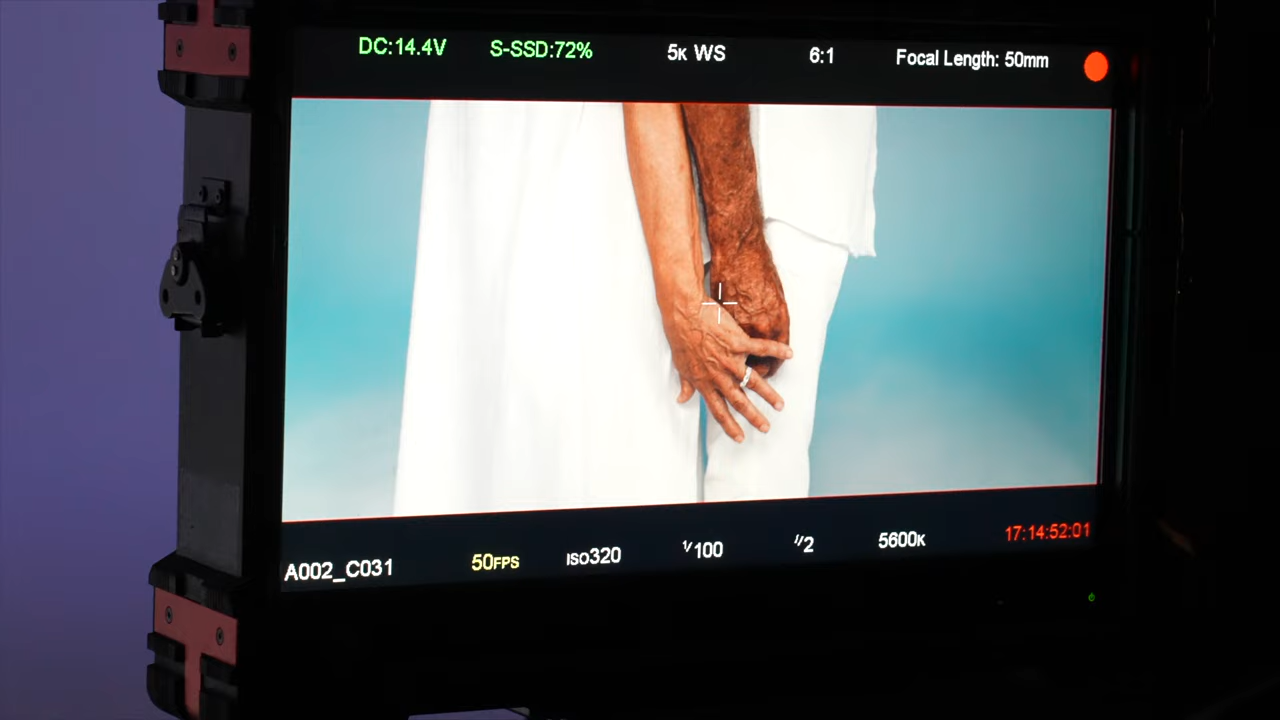 DC:14.4V S-SSD:72% 5K WS 6:1 Focal Length: 50mm
A002_C031 50FPS ISO320 1/100 f/2 5600K 17:14:52:01